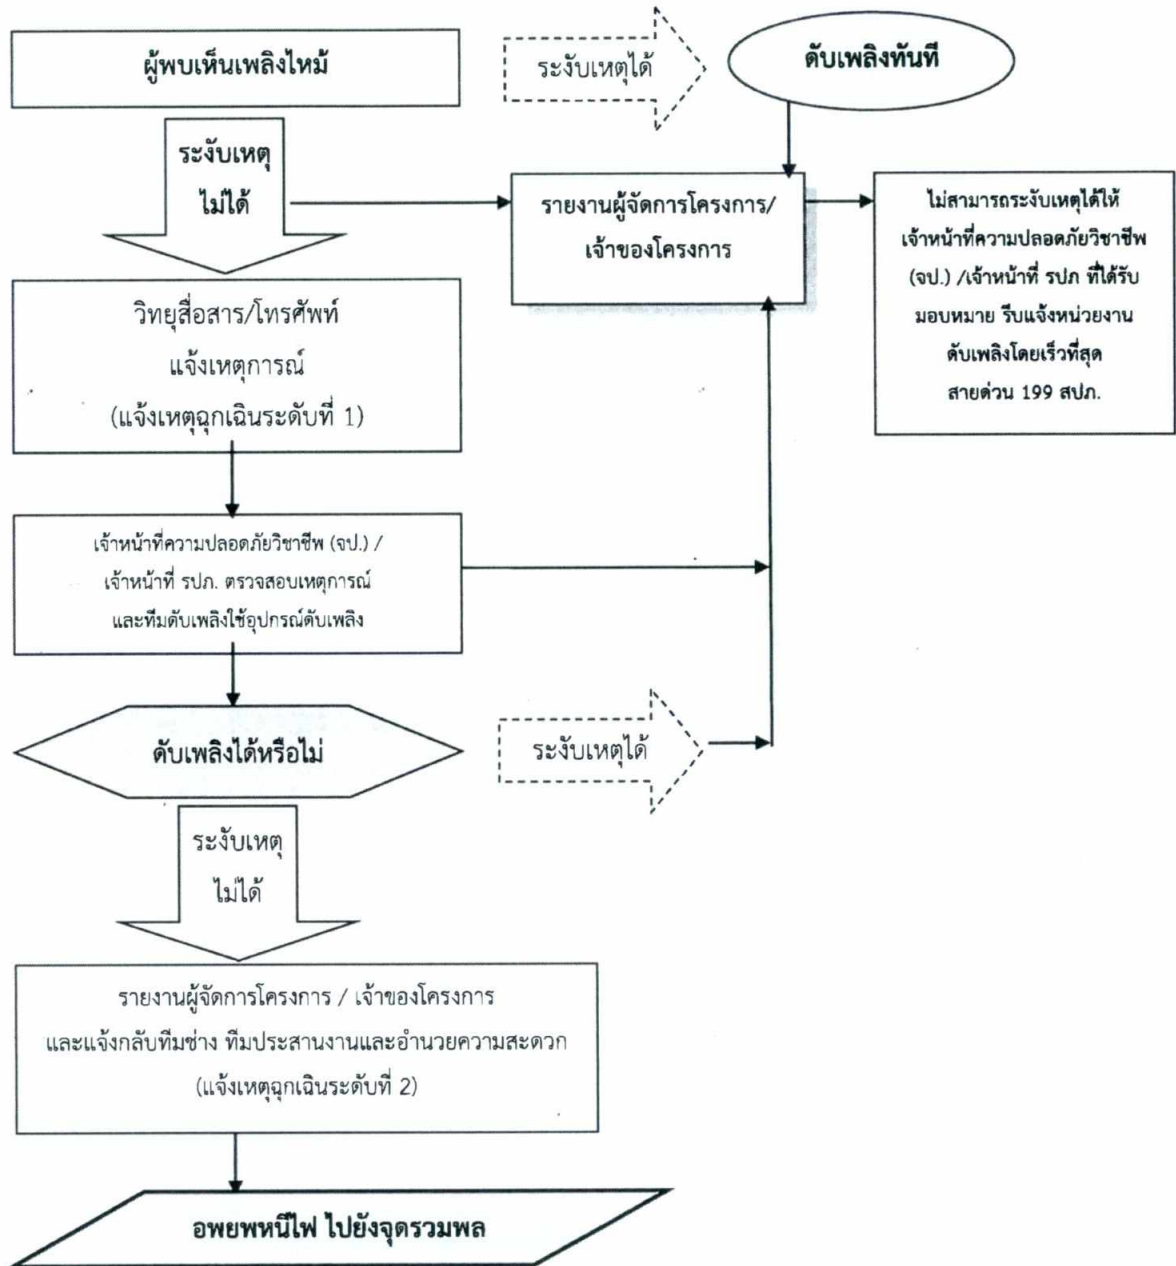 ผู้พบเห็นเพลิงไหม้
ระงับเหตุได้
ดับเพลิงทันที
ระงับเหตุ
ไม่ได้
รายงานผู้จัดการโครงการ/
เจ้าของโครงการ
ไม่สามารถระงับเหตุได้ให้
เจ้าหน้าที่ความปลอดภัยวิชาชีพ
(จป.) /เจ้าหน้าที่ รปภ ที่ได้รับ
มอบหมาย รีบแจ้งหน่วยงาน
ดับเพลิงโดยเร็วที่สุด
สายด่วน 199 สปภ.
วิทยุสื่อสาร/โทรศัพท์
แจ้งเหตุการณ์
(แจ้งเหตุฉุกเฉินระดับที่ 1)
เจ้าหน้าที่ความปลอดภัยวิชาชีพ (จป.) /
เจ้าหน้าที่ รปภ. ตรวจสอบเหตุการณ์
และทีมดับเพลิงใช้อุปกรณ์ดับเพลิง
ดับเพลิงได้หรือไม่
ระงับเหตุได้
ระงับเหตุ
ไม่ได้
รายงานผู้จัดการโครงการ / เจ้าของโครงการ
และแจ้งกลับทีมช่าง ทีมประสานงานและอำนวยความสะดวก
(แจ้งเหตุฉุกเฉินระดับที่ 2)
อพยพหนีไฟ ไปยังจุดรวมพล